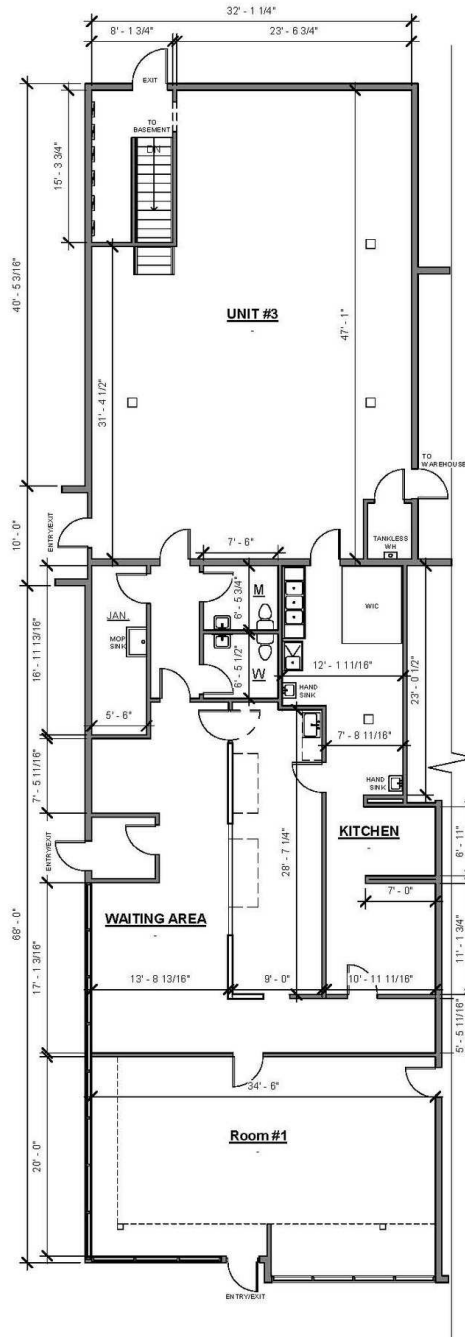 32' - 1 1/4"
8' - 1 3/4"
23' - 6 3/4"
EXIT
TO
BASEMENT
DN
15' - 3 3/4"
40' - 5 3/16"
UNIT #3
-
47' - 1"
31' - 4 1/2"
TO
WAREHOUSE
10' - 0"
ENTRY/EXIT
TANKLESS
WH
7' - 6"
M
6' - 5 3/4"
WIC
JAN.
MOP
SINK
16' - 11 13/16"
W
6' - 5 1/2"
12' - 1 11/16"
23' - 0 1/2"
HAND
SINK
5' - 6"
7' - 8 11/16"
7' - 5 11/16"
HAND
SINK
KITCHEN
-
6' - 11"
ENTRY/EXIT
28' - 7 1/4"
7' - 0"
68' - 0"
WAITING AREA
-
17' - 1 3/16"
11' - 1 3/4"
13' - 8 13/16"
9' - 0"
10' - 11 11/16"
5' - 5 11/16"
34' - 6"
20' - 0"
Room #1
-
ENTRY/EXIT